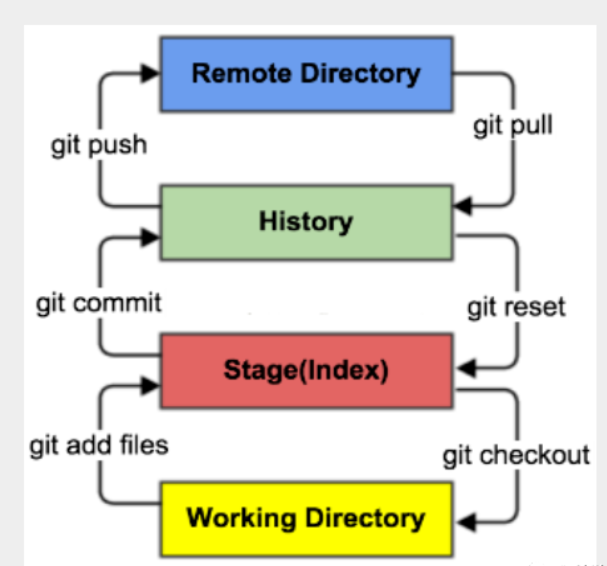 Remote Directory
git push
git pull
History
git commit
git reset
Stage(Index)
git add files
git checkout
Working Directory